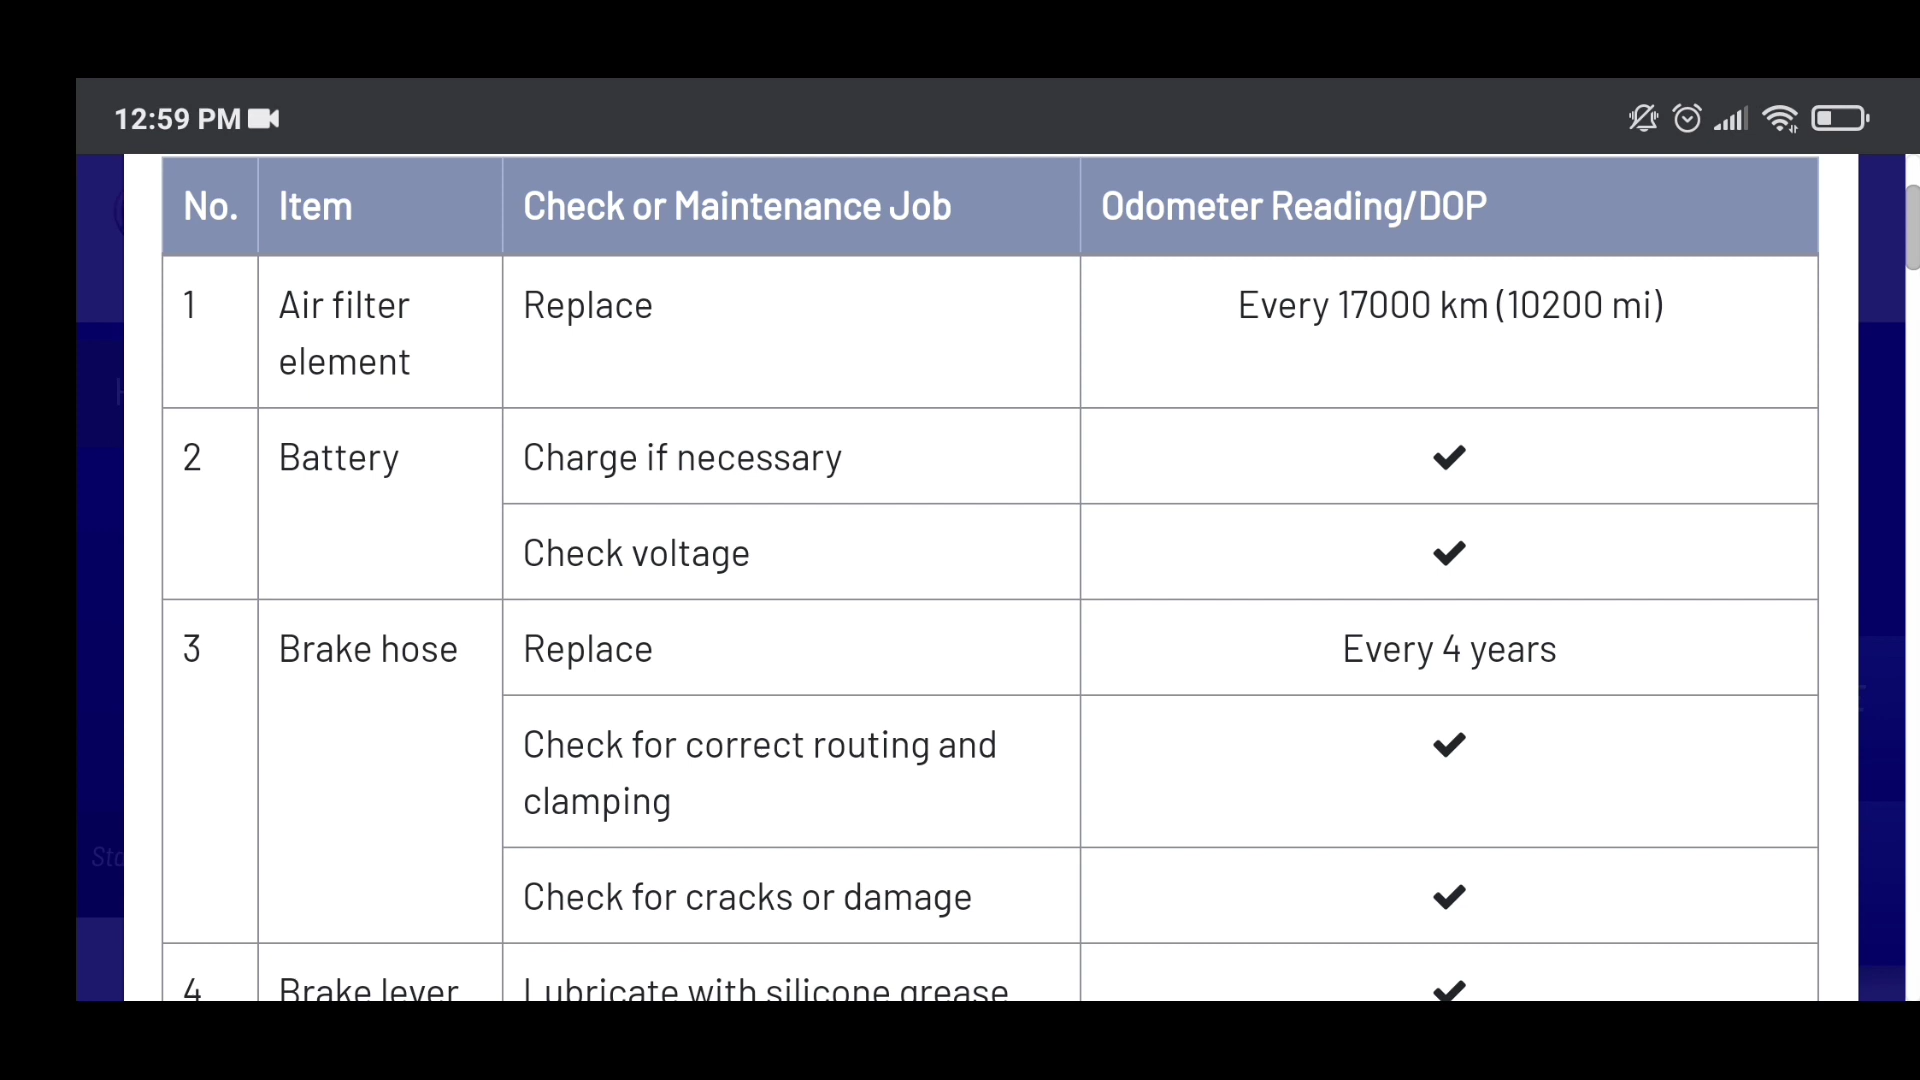 12:59 PM
No. Item Check or Maintenance Job Odometer Reading/DOP
1 Air filter Replace Every 17000 km (10200 mi)
element
2 Battery Charge if necessary ✔
Check voltage ✔
3 Brake hose Replace Every 4 years
Check for correct routing and ✔
clamping
Check for cracks or damage ✔
4 Brake lever Lubricate with silicone grease ✔